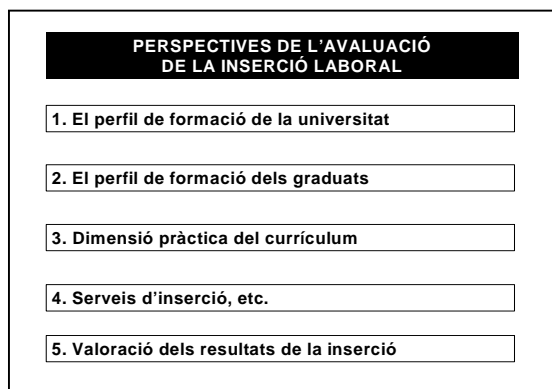 PERSPECTIVES DE L’AVALUACIÓ
DE LA INSERCIÓ LABORAL
1. El perfil de formació de la universitat
2. El perfil de formació dels graduats
3. Dimensió pràctica del currículum
4. Serveis d’inserció, etc.
5. Valoració dels resultats de la inserció